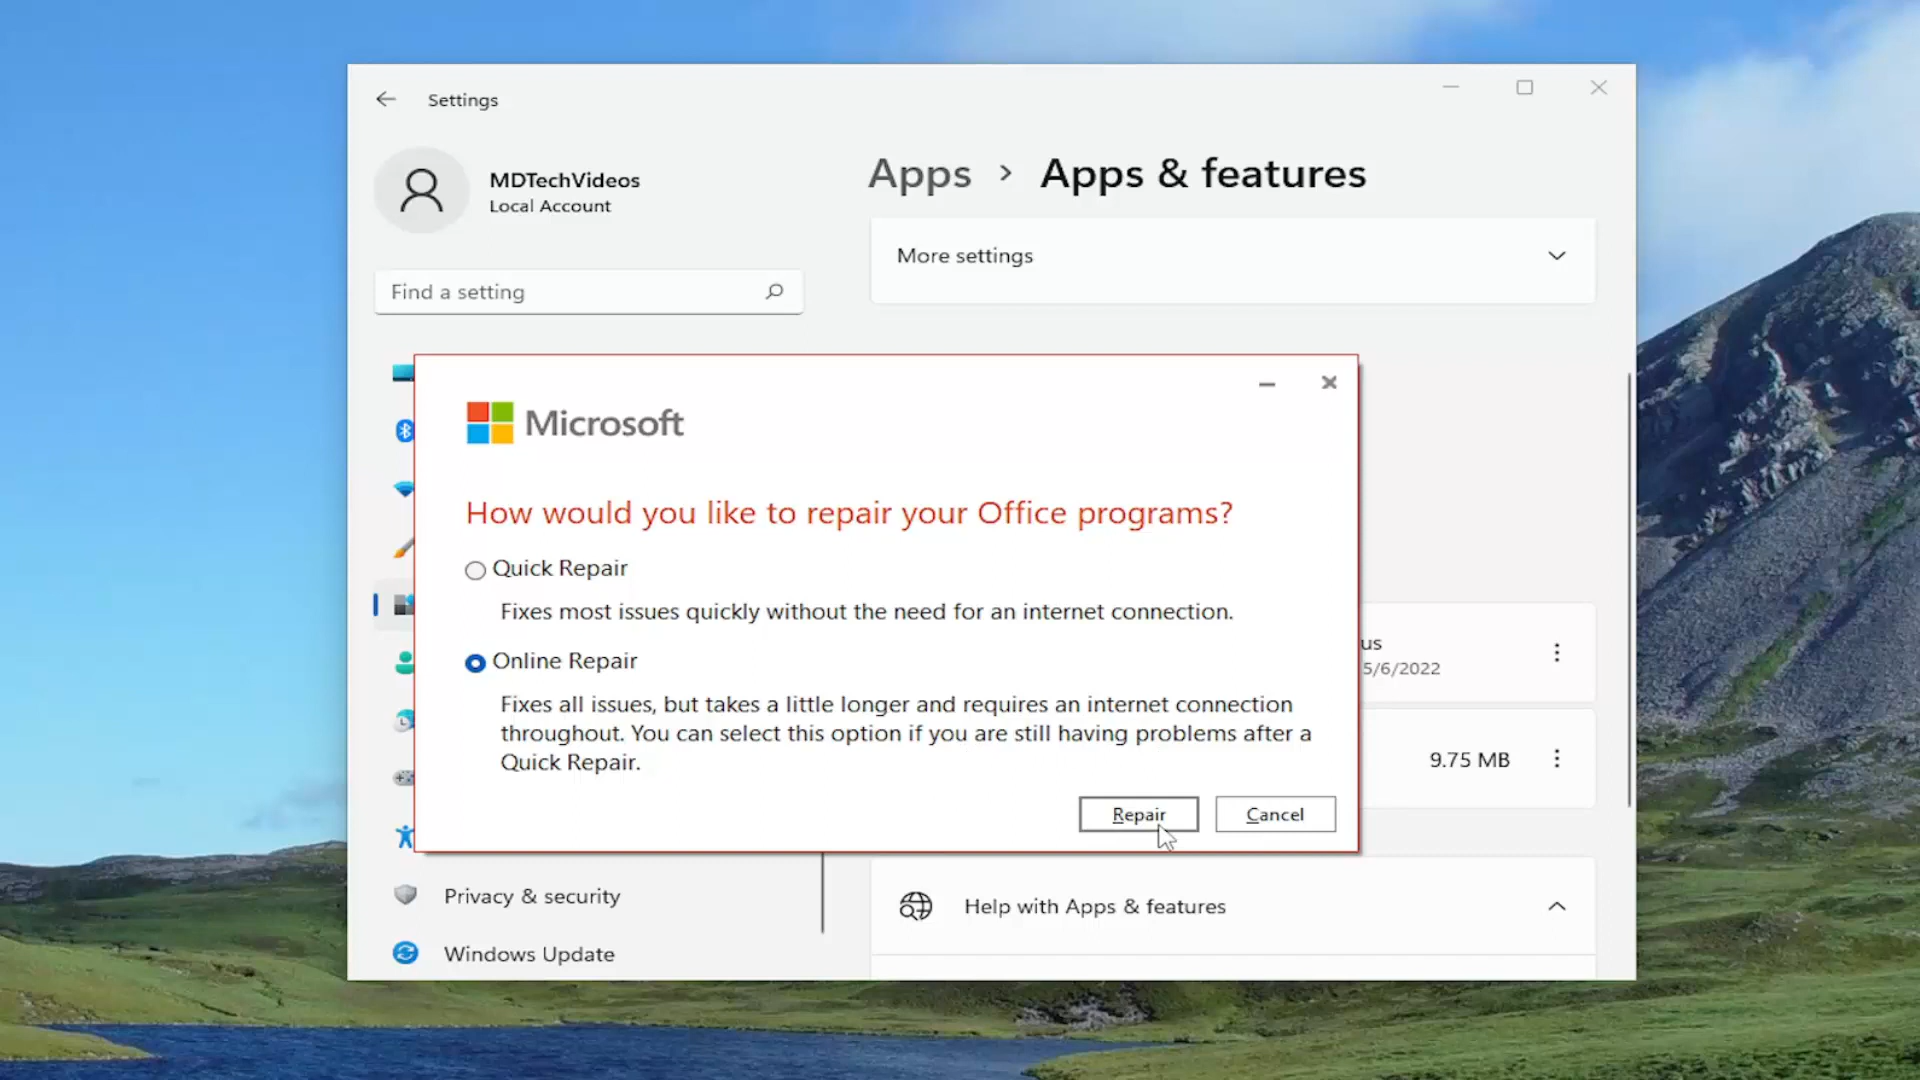 Settings
MDTechVideos
Local Account
Find a setting
Apps > Apps & features
More settings
Microsoft
How would you like to repair your Office programs?
Quick Repair
Fixes most issues quickly without the need for an internet connection.
Online Repair
Fixes all issues, but takes a little longer and requires an internet connection
throughout. You can select this option if you are still having problems after a
Quick Repair.
Repair
Cancel
us
5/6/2022
9.75 MB
Privacy & security
Windows Update
Help with Apps & features